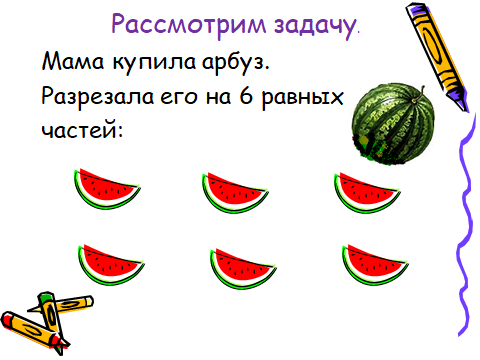 Рассмотрим задачу.
Мама купила арбуз.
Разрезала его на 6 равных
частей: